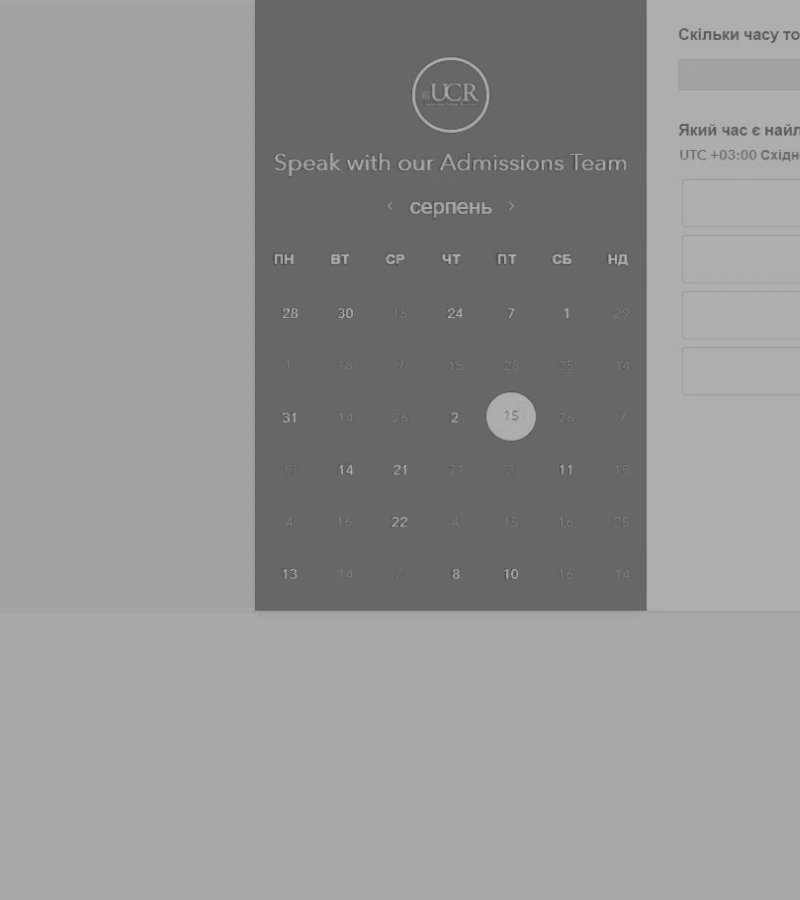 UCR
Speak with our Admissions Team
< серпень >
ПН ВТ СР ЧТ ПТ СБ НД
28 30 15 24 7 1 29
1 18 7 15 28 25 14
31 14 26 2 15 26 7
13 14 21 21 2 11 15
4 16 22 4 15 16 25
13 14 2 8 10 16 14
Скільки часу
Який час є
UTC +03:00